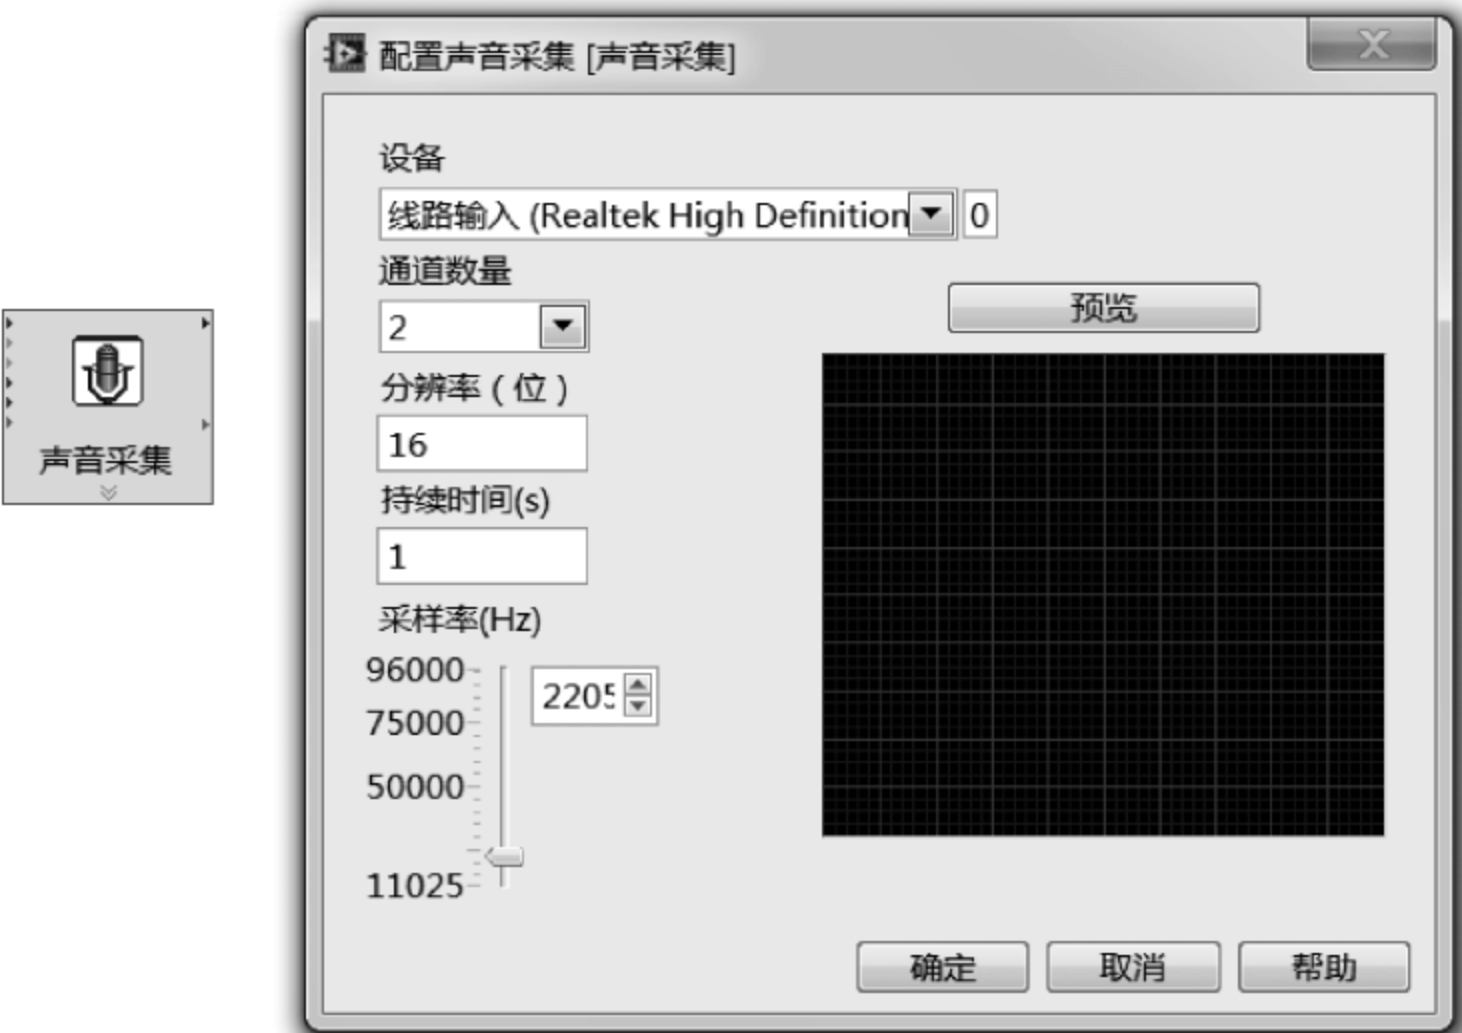 配置声音采集 [声音采集]
设备
线路输入 (Realtek High Definition
0
通道数量
2
预览
分辨率（位）
16
声音采集
持续时间(s)
1
采样率(Hz)
96000
2205
75000
50000
11025
确定
取消
帮助